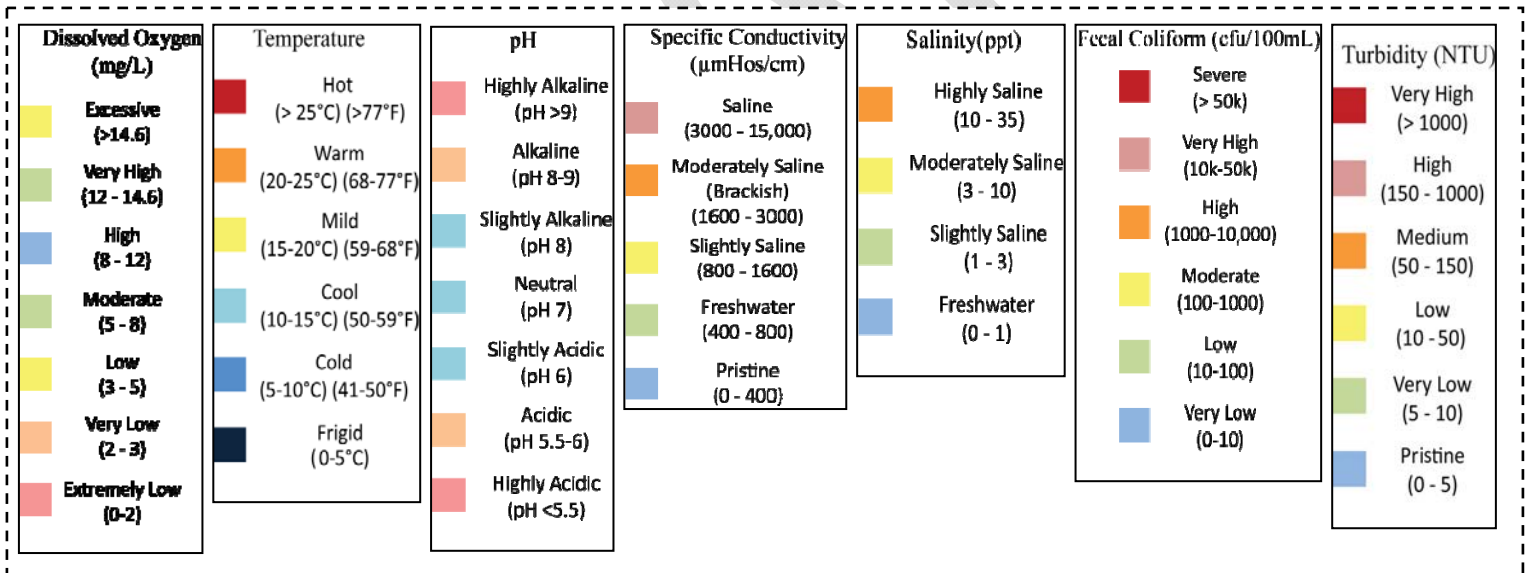 Dissolved Oxygen
(mg/L)
Excessive
(>14.6)
Very High
(12 - 14.6)
High
(8 - 12)
Moderate
(5 - 8)
Low
(3 - 5)
Very Low
(2 - 3)
Extremely Low
(0-2)
Temperature
Hot
(> 25°C) (>77°F)
Warm
(20-25°C) (68-77°F)
Mild
(15-20°C) (59-68°F)
Cool
(10-15°C) (50-59°F)
Cold
(5-10°C) (41-50°F)
Frigid
(0-5°C)
pH
Highly Alkaline
(pH >9)
Alkaline
(pH 8-9)
Slightly Alkaline
(pH 8)
Neutral
(pH 7)
Slightly Acidic
(pH 6)
Acidic
(pH 5.5-6)
Highly Acidic
(pH <5.5)
Specific Conductivity
(µmHos/cm)
Saline
(3000 - 15,000)
Moderately Saline
(Brackish)
(1600 - 3000)
Slightly Saline
(800 - 1600)
Freshwater
(400 - 800)
Pristine
(0 - 400)
Salinity(ppt)
Highly Saline
(10 - 35)
Moderately Saline
(3 - 10)
Slightly Saline
(1 - 3)
Freshwater
(0 - 1)
Fecal Coliform (cfu/100mL)
Severe
(> 50k)
Very High
(10k-50k)
High
(1000-10,000)
Moderate
(100-1000)
Low
(10-100)
Very Low
(0-10)
Turbidity (NTU)
Very High
(> 1000)
High
(150 - 1000)
Medium
(50 - 150)
Low
(10 - 50)
Very Low
(5 - 10)
Pristine
(0 - 5)